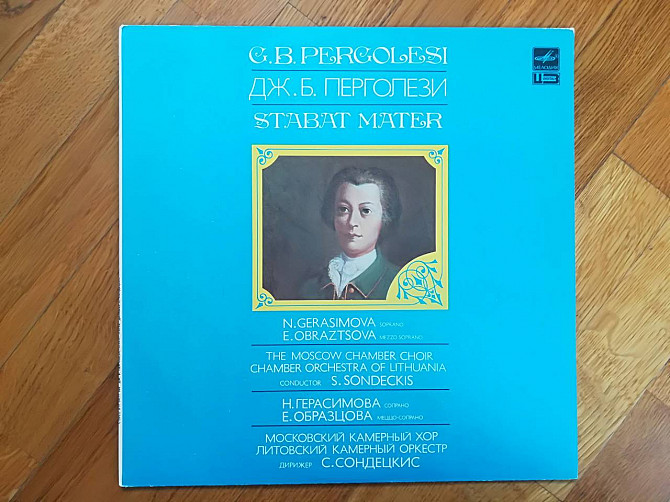 G.B. PERGOLESI
ДЖ.Б. ПЕРГОЛЕЗИ
STABAT MATER
МЕЛОДИЯ
N.GERASIMOVA SOPRANO
E.OBRAZTSOVA MEZZO SOPRANO
THE MOSCOW CHAMBER CHOIR
CHAMBER ORCHESTRA OF LITHUANIA
CONDUCTOR S. SONDECKIS
Н.ГЕРАСИМОВА СОПРАНО
Е.ОБРАЗЦОВА МЕЦЦО-СОПРАНО
МОСКОВСКИЙ КАМЕРНЫЙ ХОР
ЛИТОВСКИЙ КАМЕРНЫЙ ОРКЕСТР
ДИРИЖЕР С.СОНДЕЦКИС